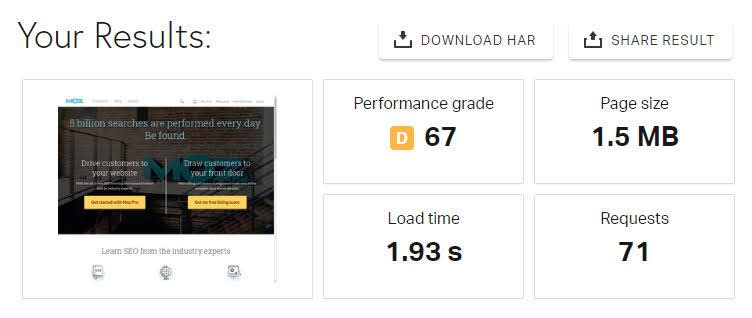 Your Results:
DOWNLOAD HAR
SHARE RESULT
MOZ
5 billion searches are performed every day.
Be found.
Drive customers to
your website
Draw customers to
your front door
Get started with Moz Pro
Get my free listing score
Learn SEO from the industry experts
Performance grade
D 67
Page size
1.5 MB
Load time
1.93 s
Requests
71